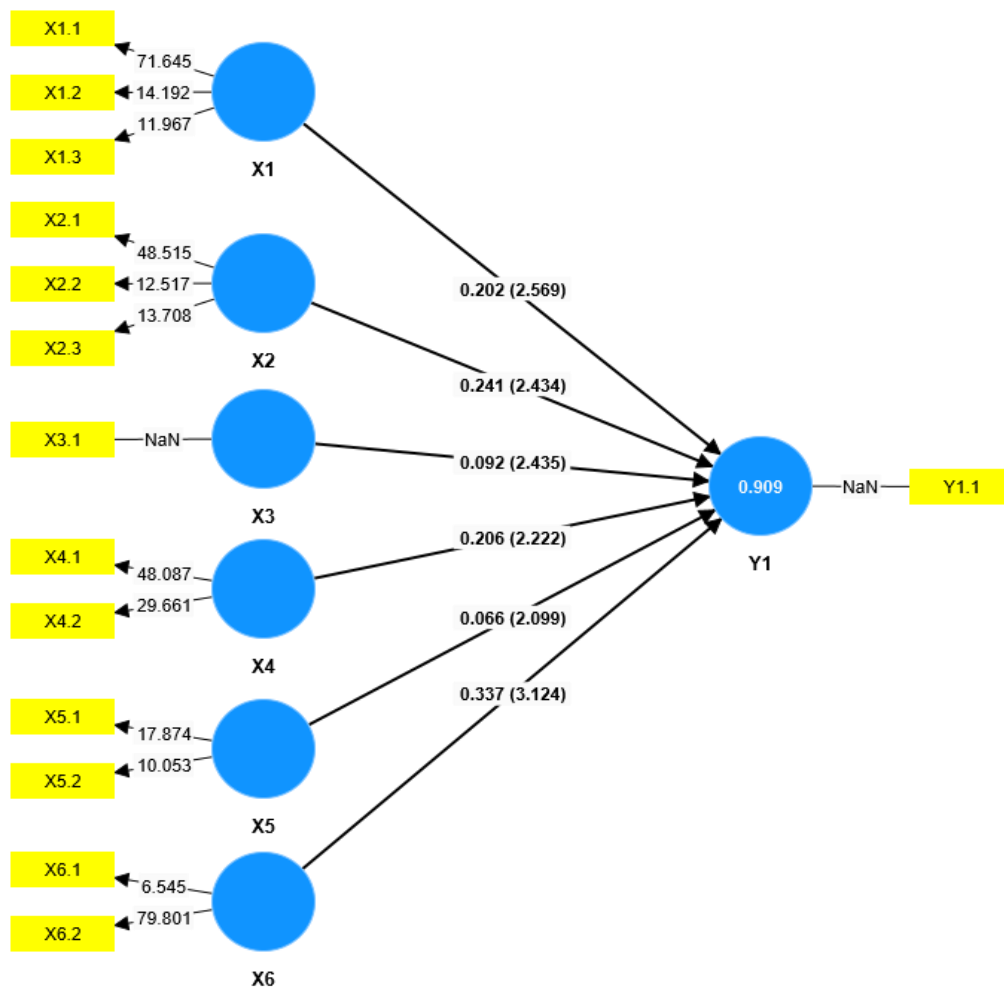 X1.1
71.645
X1.2
14.192
11.967
X1.3
X1
X2.1
48.515
X2.2
12.517
13.708
X2.3
X2
X3.1
NaN
X3
X4.1
48.087
X4.2
29.661
X4
X5.1
17.874
X5.2
10.053
X5
X6.1
6.545
X6.2
79.801
X6
0.202 (2.569)
0.241 (2.434)
0.092 (2.435)
0.206 (2.222)
0.066 (2.099)
0.337 (3.124)
0.909
Y1
NaN
Y1.1